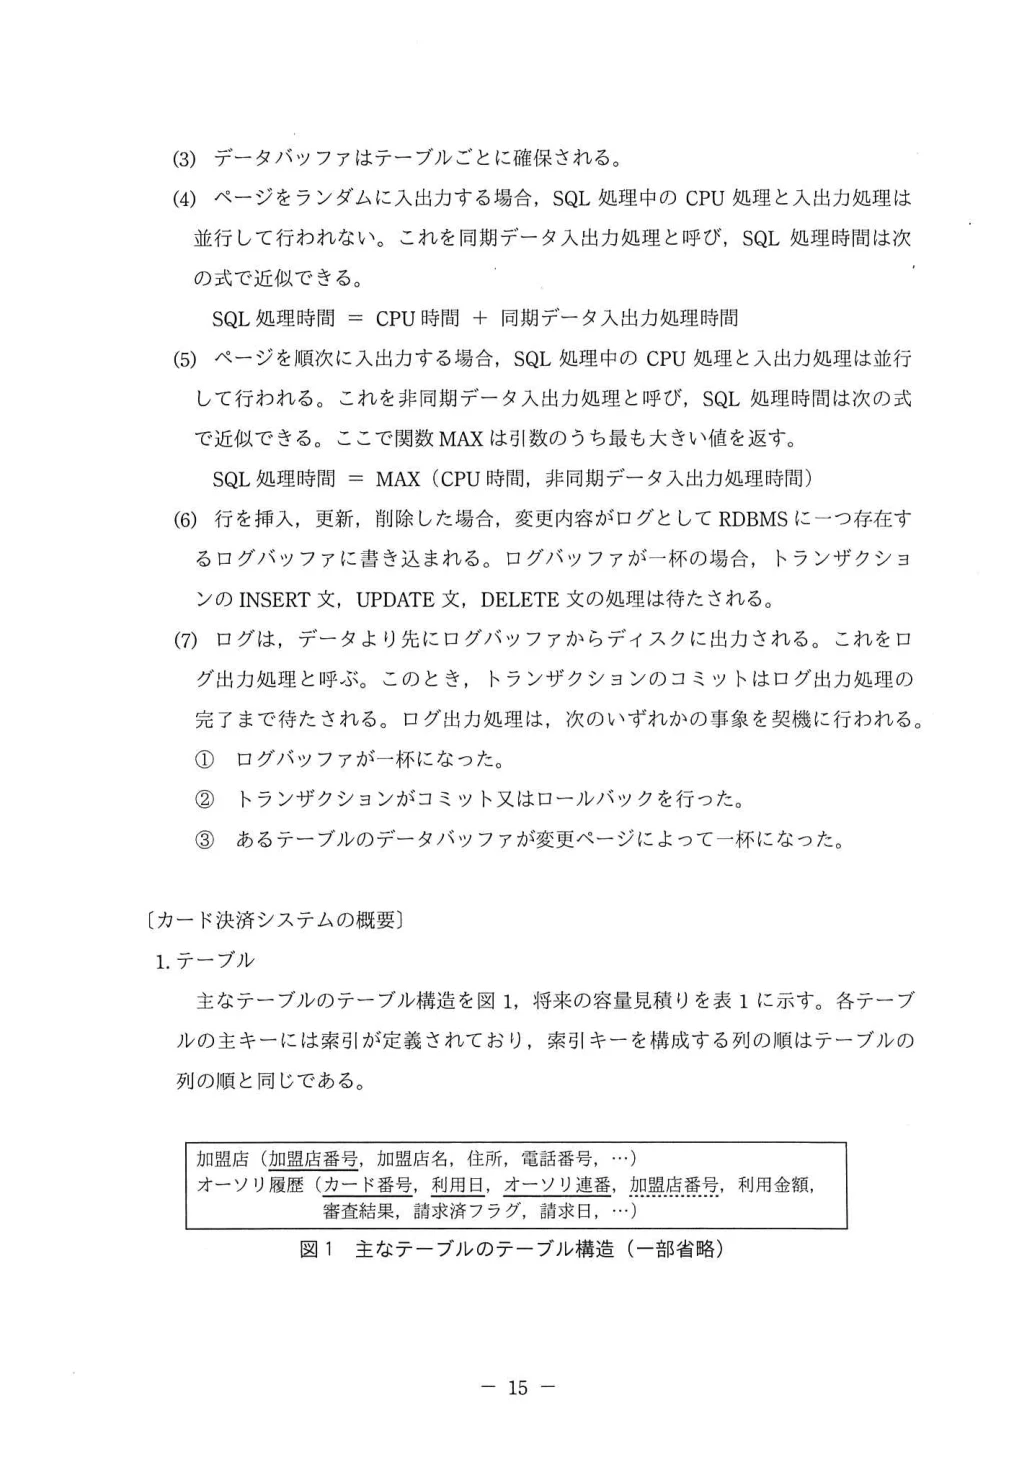 (3) データバッファはテーブルごとに確保される。
(4) ページをランダムに入出力する場合，SQL 処理中の CPU 処理と入出力処理は
並行して行われない。これを同期データ入出力処理と呼び，SQL 処理時間は次
の式で近似できる。
SQL 処理時間 ＝ CPU 時間 ＋ 同期データ入出力処理時間
(5) ページを順次に入出力する場合，SQL 処理中の CPU 処理と入出力処理は並行
して行われる。これを非同期データ入出力処理と呼び，SQL 処理時間は次の式
で近似できる。ここで関数 MAX は引数のうち最も大きい値を返す。
SQL 処理時間 ＝ MAX（CPU 時間，非同期データ入出力処理時間）
(6) 行を挿入，更新，削除した場合，変更内容がログとして RDBMS に一つ存在す
るログバッファに書き込まれる。ログバッファが一杯の場合，トランザクショ
ンの INSERT 文，UPDATE 文，DELETE 文の処理は待たされる。
(7) ログは，データより先にログバッファからディスクに出力される。これをロ
グ出力処理と呼ぶ。このとき，トランザクションのコミットはログ出力処理の
完了まで待たされる。ログ出力処理は，次のいずれかの事象を契機に行われる。
① ログバッファが一杯になった。
② トランザクションがコミット又はロールバックを行った。
③ あるテーブルのデータバッファが変更ページによって一杯になった。
〔カード決済システムの概要〕
1. テーブル
主なテーブルのテーブル構造を図 1，将来の容量見積りを表 1 に示す。各テーブ
ルの主キーには索引が定義されており，索引キーを構成する列の順はテーブルの
列の順と同じである。
加盟店（加盟店番号，加盟店名，住所，電話番号，…）
オーソリ履歴（カード番号，利用日，オーソリ連番，加盟店番号，利用金額，
審査結果，請求済フラグ，請求日，…）
図 1 主なテーブルのテーブル構造（一部省略）
－ 15 －